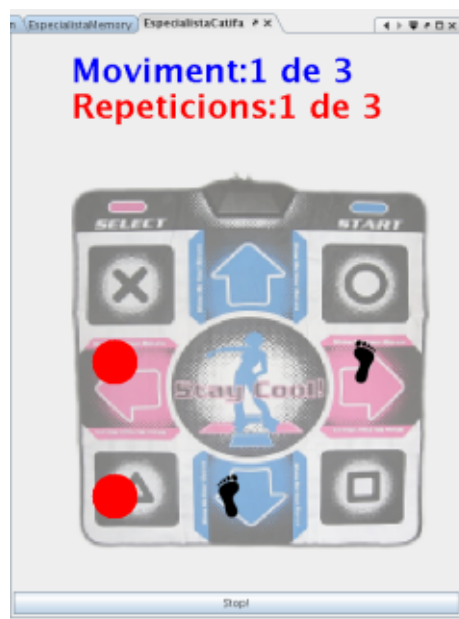 EspecialistaMemory EspecialistaCatifa
Moviment:1 de 3
Repeticions:1 de 3
SELECT START
Stay Cool!
Stop!